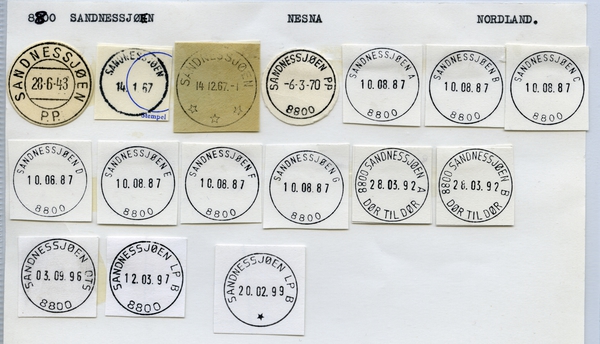 8800 SANDNESSJØEN NESNA NORDLAND.
SANDNESSJØEN
28-6-43
P.P.
SANDNESSJØEN
14 1 67
Stempel
SANDNESSJØEN
14.12.67.-1
SANDNESSJØEN PP
-6-3-70
8800
SANDNESSJØEN A
10.08.87
8800
SANDNESSJØEN B
10.08.87
8800
SANDNESSJØEN C
10.08.87
8800
SANDNESSJØEN D
10.08.87
8800
SANDNESSJØEN E
10.08.87
8800
SANDNESSJØEN F
10.08.87
8800
SANDNESSJØEN G
10.08.87
8800
8800 SANDNESSJØEN A
28.03.92
DØR TIL DØR
8800 SANDNESSJØEN B
28.03.92
DØR TIL DØR
SANDNESSJØEN OTS
03.09.96
8800
SANDNESSJØEN LP B
12.03.97
8800
SANDNESSJØEN LP B
20.02.99